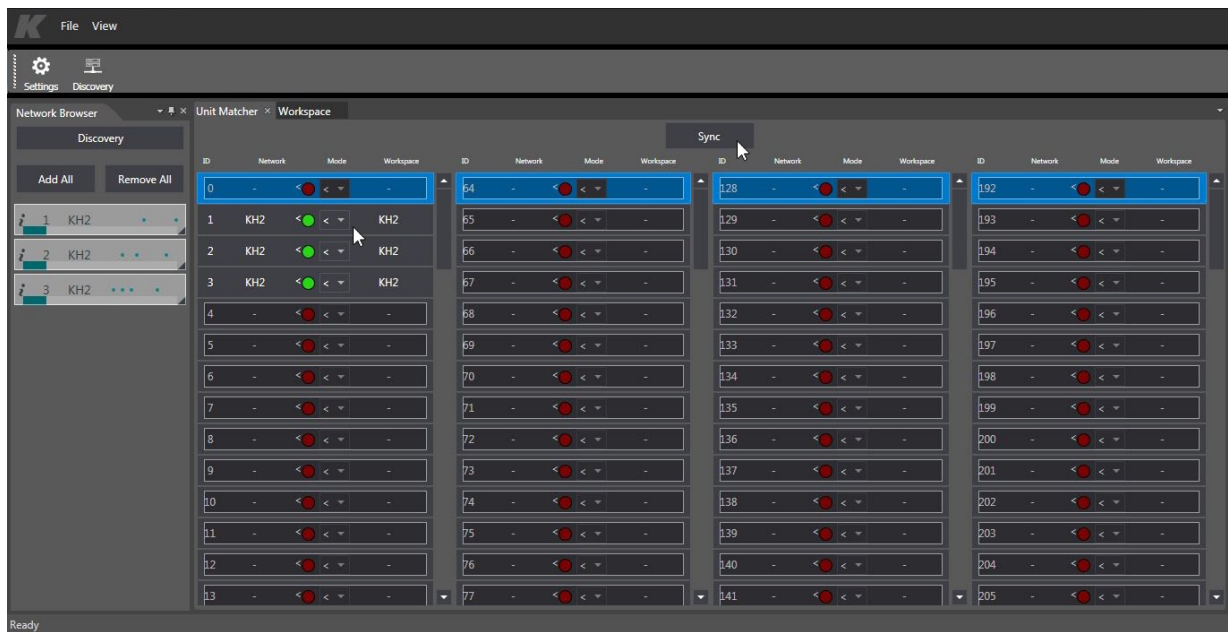 K File View
Settings Discovery
Network Browser
Unit Matcher × Workspace
Discovery
Sync
Add All Remove All
ID Network Mode Workspace ID Network Mode Workspace ID Network Mode Workspace ID Network Mode Workspace
0 - < < - 64 - < < - 128 - < < - 192 - < < -
i 1 KH2
1 KH2 < < KH2 65 - < < - 129 - < < - 193 - < < -
i 2 KH2
2 KH2 < < KH2 66 - < < - 130 - < < - 194 - < < -
i 3 KH2
3 KH2 < < KH2 67 - < < - 131 - < < - 195 - < < -
4 - < < - 68 - < < - 132 - < < - 196 - < < -
5 - < < - 69 - < < - 133 - < < - 197 - < < -
6 - < < - 70 - < < - 134 - < < - 198 - < < -
7 - < < - 71 - < < - 135 - < < - 199 - < < -
8 - < < - 72 - < < - 136 - < < - 200 - < < -
9 - < < - 73 - < < - 137 - < < - 201 - < < -
10 - < < - 74 - < < - 138 - < < - 202 - < < -
11 - < < - 75 - < < - 139 - < < - 203 - < < -
12 - < < - 76 - < < - 140 - < < - 204 - < < -
13 - < < - 77 - < < - 141 - < < - 205 - < < -
Ready